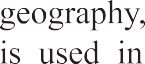 geography,
is used in